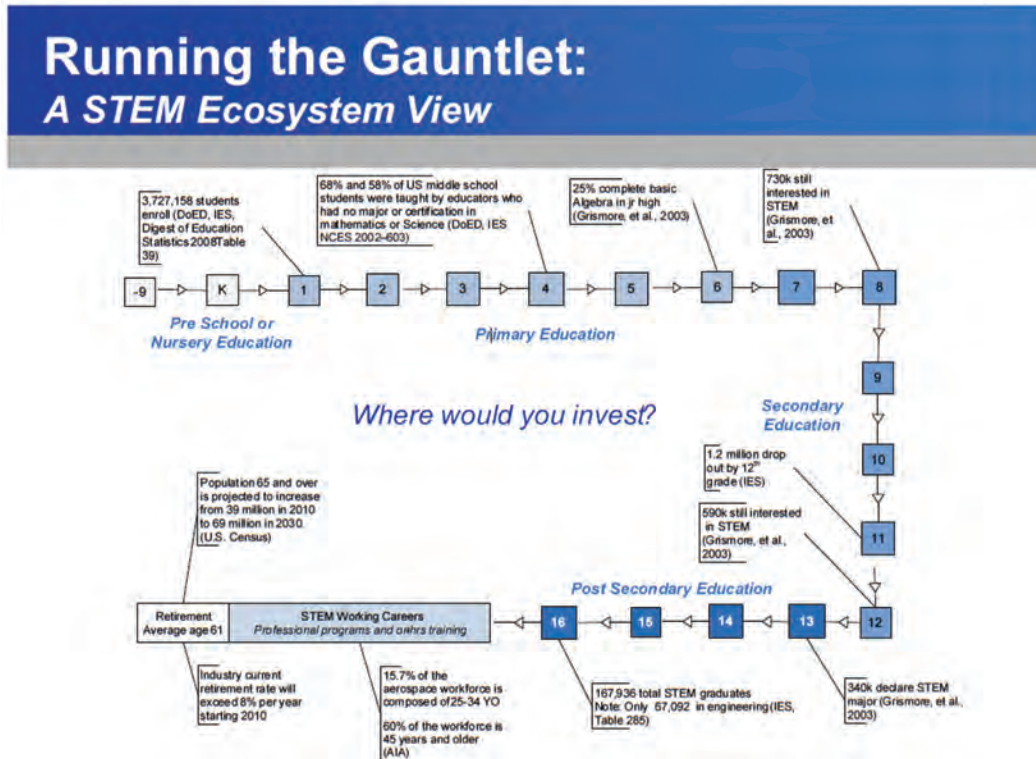 Running the Gauntlet:
A STEM Ecosystem View
3,727,158 students
enroll (DoED, IES,
Digest of Education
Statistics 2008Table
39)
68% and 58% of US middle school
students were taught by educators who
had no major or certification in
mathematics or Science (DoED, IES
NCES 2002–603)
25% complete basic
Algebra in jr high
(Grismore, et al., 2003)
730k still
interested in
STEM
(Grismore, et
al., 2003)
-9
K
1
2
3
4
5
6
7
8
Pre School or
Nursery Education
Primary Education
9
Where would you invest?
Secondary
Education
10
1.2 million drop
out by 12th
grade (IES)
11
590k still interested
in STEM
(Grismore, et al.,
2003)
Population 65 and over
is projected to increase
from 39 million in 2010
to 69 million in 2030.
(U.S. Census)
Post Secondary Education
Retirement
Average age 61
STEM Working Careers
Professional programs and
training
16
15
14
13
12
Industry current
retirement rate will
exceed 8% per year
starting 2010
15.7% of the
aerospace workforce is
composed of 25-34 YO
60% of the workforce is
45 years and older
(AIA)
167,936 total STEM graduates
Note: Only 67,092 in engineering (IES,
Table 285)
340k declare STEM
major (Grismore, et al.,
2003)